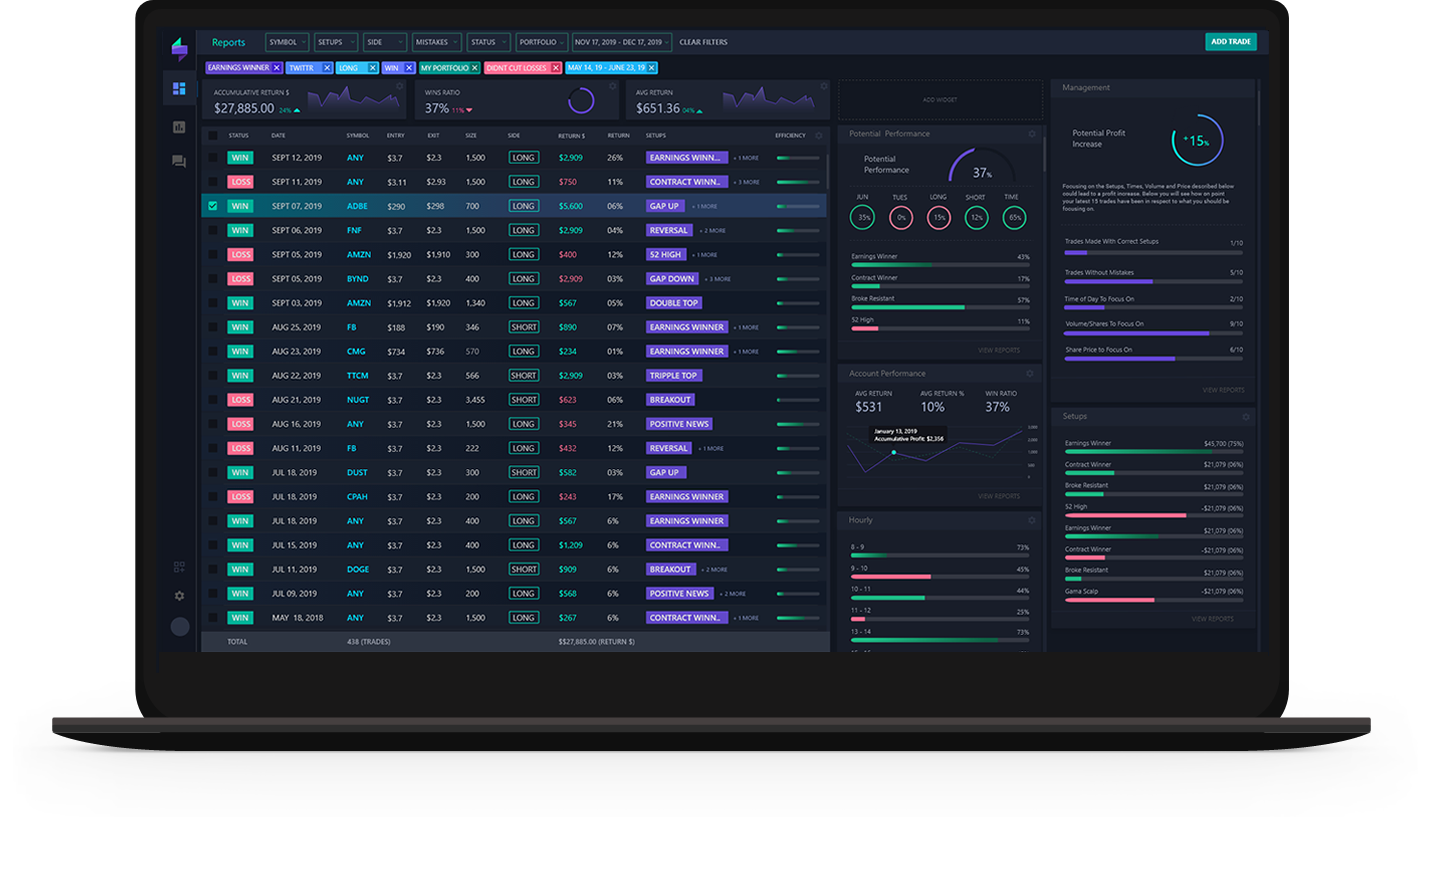 Reports SYMBOL SETUPS SIDE MISTAKES STATUS PORTFOLIO NOV 17, 2019 - DEC 17, 2019 CLEAR FILTERS ADD TRADE
EARNINGS WINNER TWITTR LONG WIN MY PORTFOLIO DIDNT CUT LOSSES MAY 14, 19 - JUNE 23, 19
ACCUMULATIVE RETURN $
$27,885.00 24%
WINS RATIO
37% 11%
AVG RETURN
$651.36 04%
STATUS DATE SYMBOL ENTRY EXIT SIZE SIDE RETURN $ RETURN SETUPS EFFICIENCY
WIN SEPT 12, 2019 ANY $3.7 $2.3 1,500 LONG $2,909 26% EARNINGS WINN... + 1 MORE
LOSS SEPT 11, 2019 ANY $3.11 $2.93 1,500 LONG $750 11% CONTRACT WINN.. + 3 MORE
WIN SEPT 07, 2019 ADBE $290 $298 700 LONG $5,600 06% GAP UP + 1 MORE
WIN SEPT 06, 2019 FNF $3.7 $2.3 1,500 LONG $2,909 04% REVERSAL + 2 MORE
LOSS SEPT 05, 2019 AMZN $1,920 $1,910 300 LONG $400 12% 52 HIGH + 1 MORE
LOSS SEPT 05, 2019 BYND $3.7 $2.3 400 LONG $2,909 03% GAP DOWN + 3 MORE
WIN SEPT 03, 2019 AMZN $1,912 $1,920 1,340 LONG $567 05% DOUBLE TOP
WIN AUG 25, 2019 FB $188 $190 346 SHORT $890 07% EARNINGS WINNER + 1 MORE
WIN AUG 23, 2019 CMG $734 $736 570 LONG $234 01% EARNINGS WINNER + 1 MORE
WIN AUG 22, 2019 TTCM $3.7 $2.3 566 SHORT $2,909 03% TRIPPLE TOP
LOSS AUG 21, 2019 NUGT $3.7 $2.3 3,455 SHORT $623 06% BREAKOUT
LOSS AUG 16, 2019 ANY $3.7 $2.3 1,500 LONG $345 21% POSITIVE NEWS
LOSS AUG 11, 2019 FB $3.7 $2.3 222 LONG $432 12% REVERSAL + 1 MORE
WIN JUL 18, 2019 DUST $3.7 $2.3 300 SHORT $582 03% GAP UP
LOSS JUL 18, 2019 CPAH $3.7 $2.3 200 LONG $243 17% EARNINGS WINNER
WIN JUL 18, 2019 ANY $3.7 $2.3 400 LONG $567 6% EARNINGS WINNER
WIN JUL 15, 2019 ANY $3.7 $2.3 400 LONG $1,209 6% CONTRACT WINN..
WIN JUL 11, 2019 DOGE $3.7 $2.3 1,500 SHORT $909 6% BREAKOUT + 2 MORE
WIN JUL 09, 2019 ANY $3.7 $2.3 200 LONG $568 6% POSITIVE NEWS + 2 MORE
WIN MAY 18, 2018 ANY $3.7 $2.3 1,500 LONG $267 6% CONTRACT WINN.. + 1 MORE
TOTAL 438 (TRADES) $$27,885.00 (RETURN $)
ADD WIDGET
Potential Performance
Potential
Performance
37%
JUN TUES LONG SHORT TIME
35% 0% 15% 12% 65%
Earnings Winner 43%
Contract Winner 17%
Broke Resistant 57%
52 High 11%
VIEW REPORTS
Account Performance
AVG RETURN AVG RETURN % WIN RATIO
$531 10% 37%
January 13, 2019
Accumulative Profit: $2,356
VIEW REPORTS
Hourly
8 - 9 73%
9 - 10 45%
10 - 11 44%
11 - 12 25%
13 - 14 73%
Management
Potential Profit
Increase
+15%
Focousing on the Setups, Times, Volume and Price described below
could lead to a profit increase. Below you will see how on point
your latest 15 trades have been in respect to what you should be
focusing on.
Trades Made With Correct Setups 1/10
Trades Without Mistakes 5/10
Time of Day To Focus On 2/10
Volume/Shares To Focus On 9/10
Share Price to Focus On 6/10
VIEW REPORTS
Setups
Earnings Winner $45,700 (75%)
Contract Winner $21,079 (06%)
Broke Resistant $21,079 (06%)
52 High -$21,079 (06%)
Earnings Winner $21,079 (06%)
Contract Winner -$21,079 (06%)
Broke Resistant $21,079 (06%)
Gama Scalp -$21,079 (06%)
VIEW REPORTS